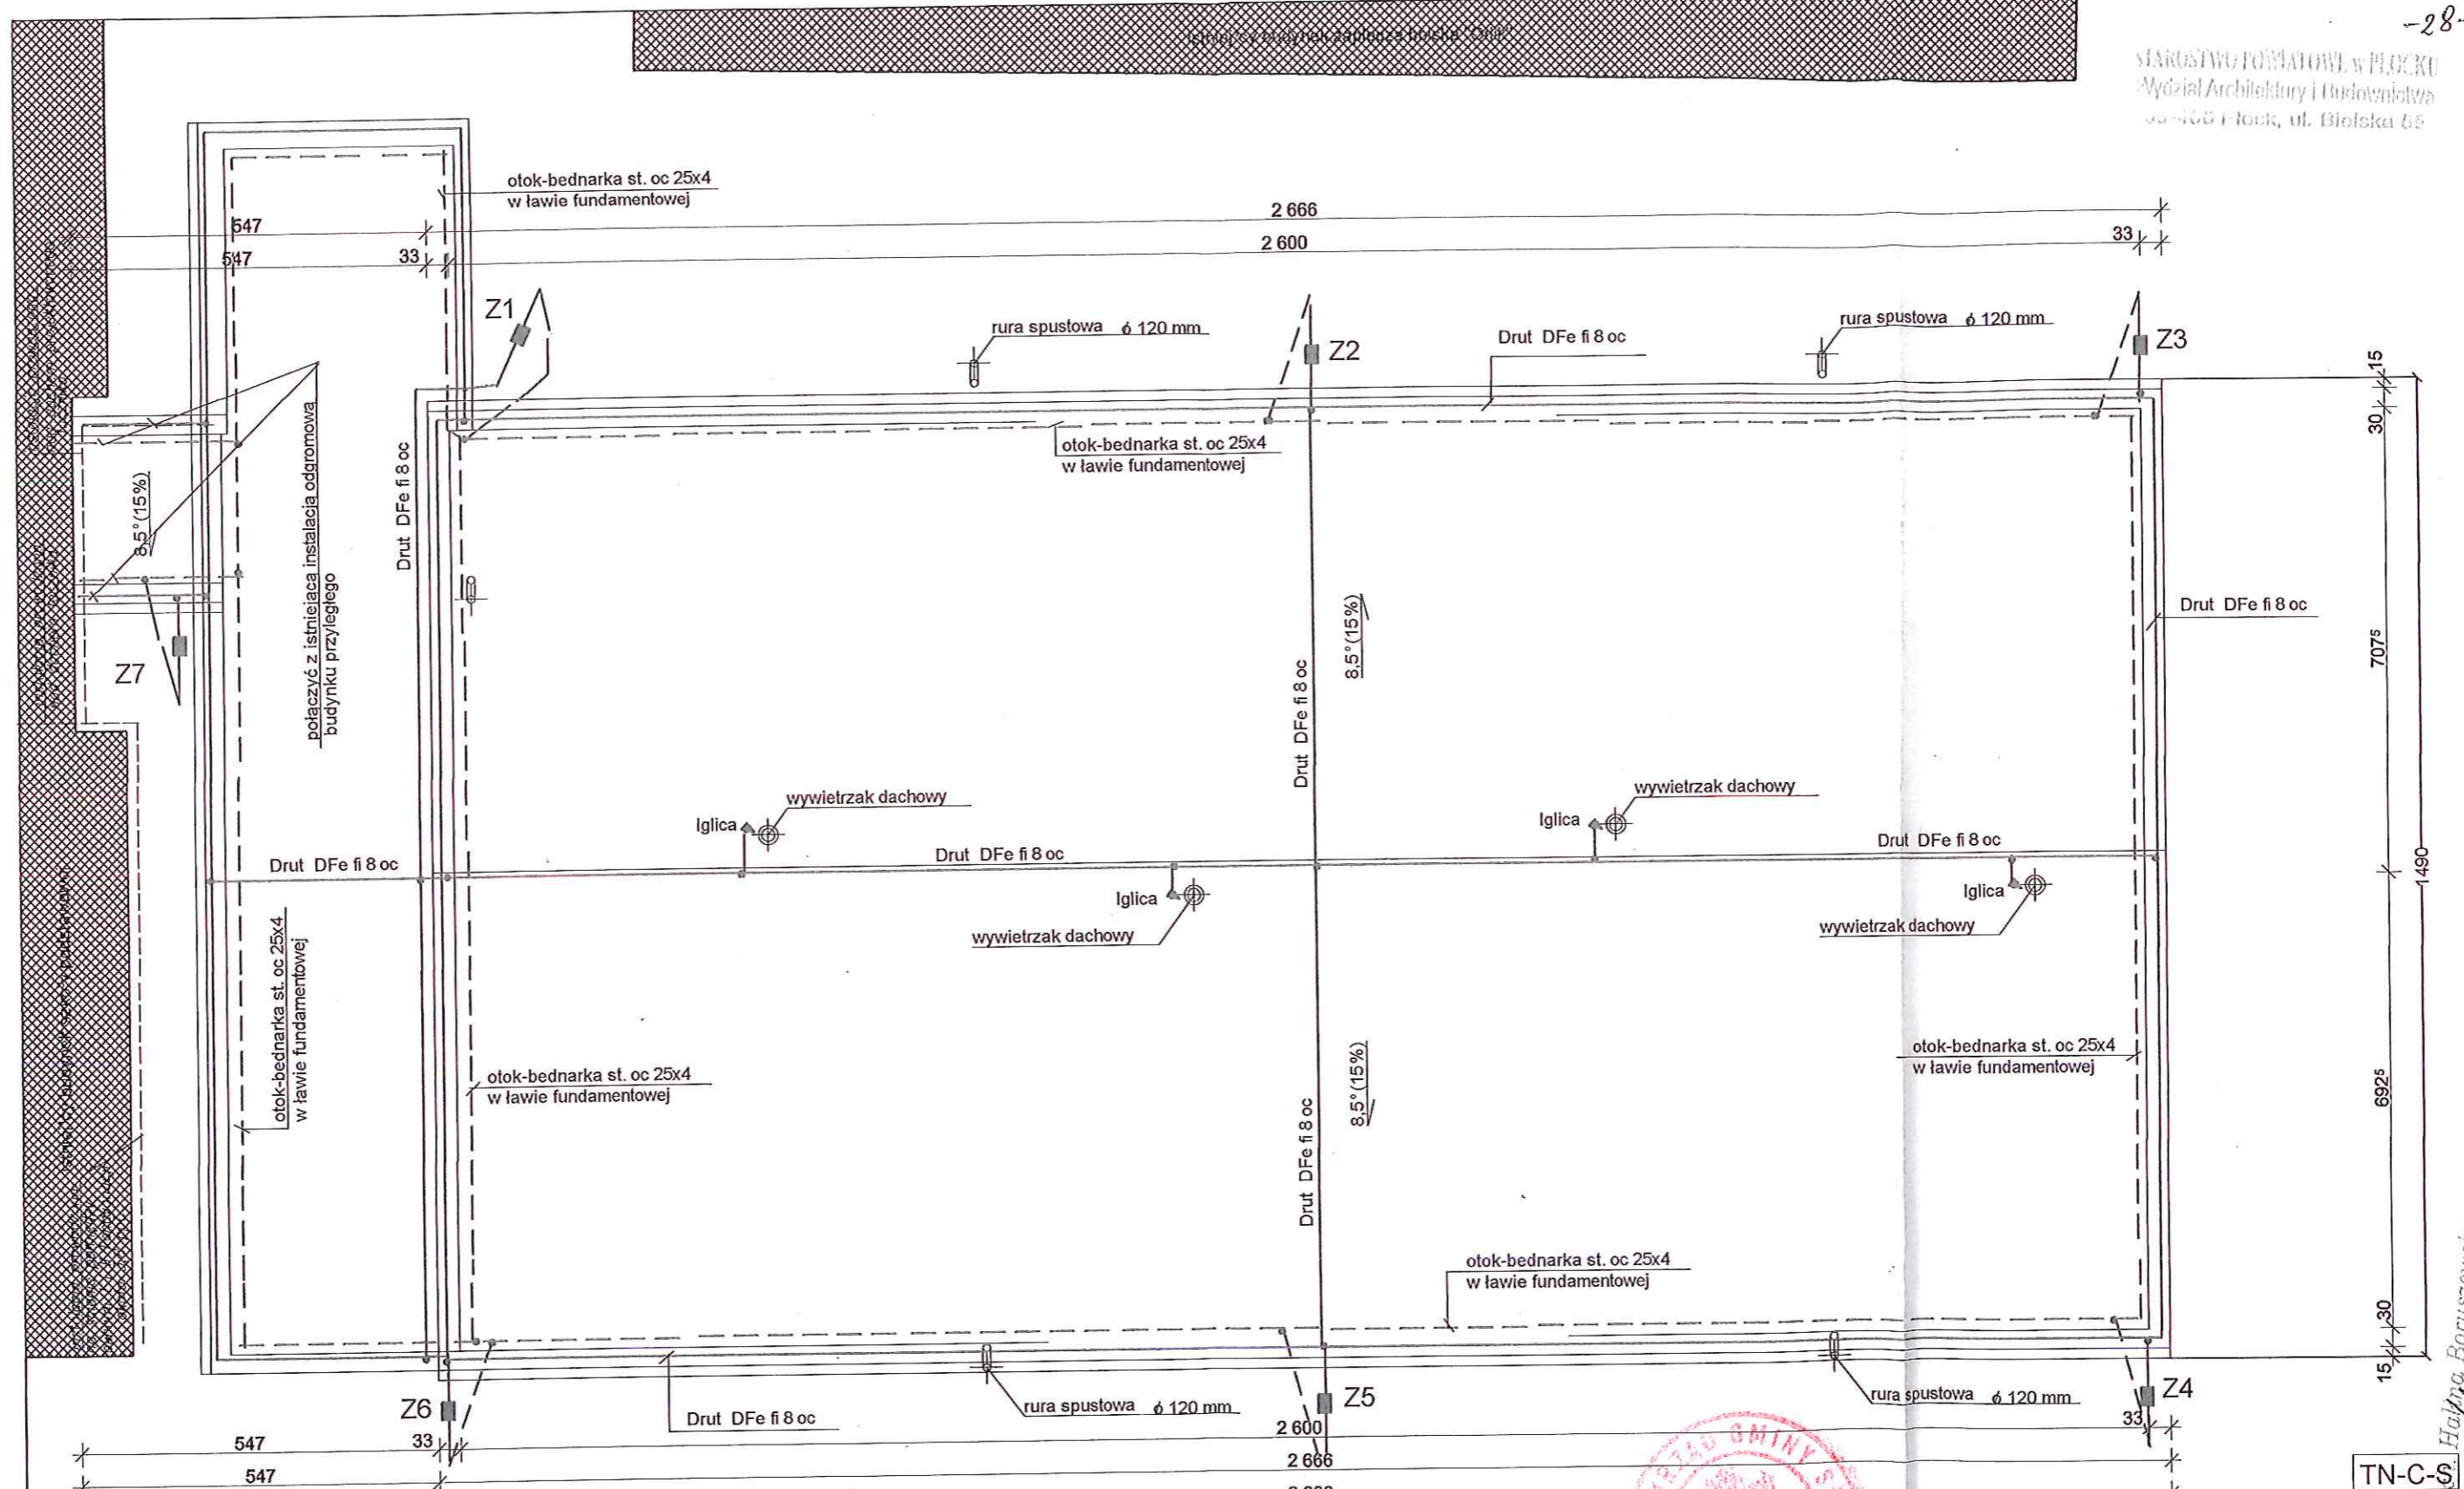 -28-
STAROSTWO POWIATOWE w PŁOCKU
Wydział Architektury i Budownictwa
Płock, ul. Bielska
otok-bednarka st. oc 25x4
w ławie fundamentowej
2 666
547
2 600
547
33
33
Z1
Z2
Z3
rura spustowa ϕ 120 mm
Drut DFe fi 8 oc
rura spustowa ϕ 120 mm
15
30
otok-bednarka st. oc 25x4
w ławie fundamentowej
Drut DFe fi 8 oc
8,5°(15%)
połączyć z istniejącą instalacją odgromową
budynku przyległego
Drut DFe fi 8 oc
8,5°(15%)
7075
Z7
Drut DFe fi 8 oc
wywietrzak dachowy
Iglica
wywietrzak dachowy
Iglica
Drut DFe fi 8 oc
Drut DFe fi 8 oc
Drut DFe fi 8 oc
1490
Iglica
wywietrzak dachowy
Iglica
wywietrzak dachowy
otok-bednarka st. oc 25x4
w ławie fundamentowej
otok-bednarka st. oc 25x4
w ławie fundamentowej
8,5°(15%)
otok-bednarka st. oc 25x4
w ławie fundamentowej
6925
Drut DFe fi 8 oc
otok-bednarka st. oc 25x4
w ławie fundamentowej
30
15
Z6
Z5
Z4
Drut DFe fi 8 oc
rura spustowa ϕ 120 mm
rura spustowa ϕ 120 mm
547
33
2 600
33
547
2 666
GMINY
Halina
TN-C-S